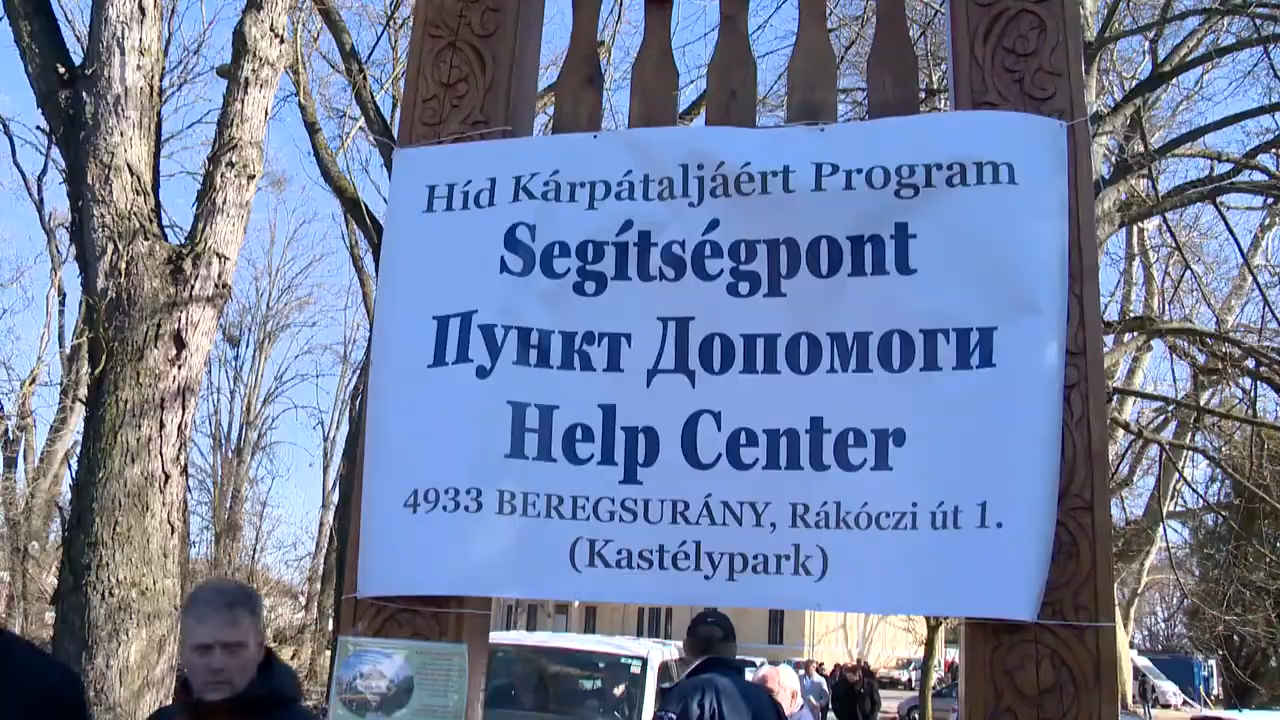 Híd Kárpátaljáért Program
Segítségpont
Пункт Допомоги
Help Center
4933 BEREGSURÁNY, Rákóczi út 1.
(Kastélypark)